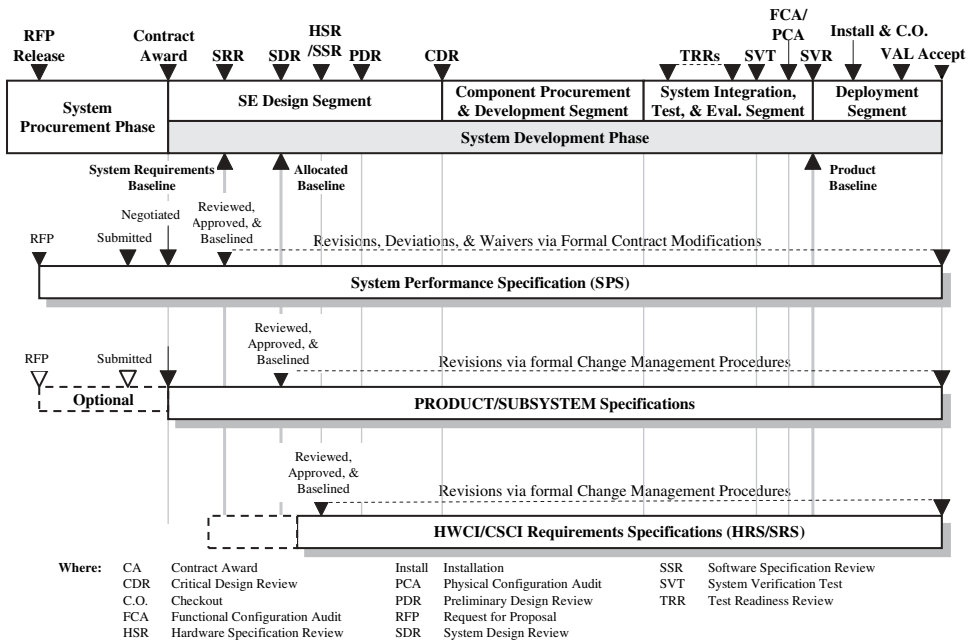 RFP
Release
Contract
Award
SRR
SDR
HSR
/SSR
PDR
CDR
TRRs
SVT
FCA/
PCA
SVR
Install & C.O.
VAL Accept
System
Procurement Phase
SE Design Segment
Component Procurement
& Development Segment
System Integration,
Test, & Eval. Segment
Deployment
Segment
System Development Phase
System Requirements
Baseline
Allocated
Baseline
Product
Baseline
RFP
Submitted
Negotiated
Reviewed,
Approved, &
Baselined
Revisions, Deviations, & Waivers via Formal Contract Modifications
System Performance Specification (SPS)
RFP
Submitted
Reviewed,
Approved, &
Baselined
Revisions via formal Change Management Procedures
Optional
PRODUCT/SUBSYSTEM Specifications
Reviewed,
Approved, &
Baselined
Revisions via formal Change Management Procedures
HWCI/CSCI Requirements Specifications (HRS/SRS)
Where:
CA Contract Award
CDR Critical Design Review
C.O. Checkout
FCA Functional Configuration Audit
HSR Hardware Specification Review
Install Installation
PCA Physical Configuration Audit
PDR Preliminary Design Review
RFP Request for Proposal
SDR System Design Review
SSR Software Specification Review
SVT System Verification Test
TRR Test Readiness Review